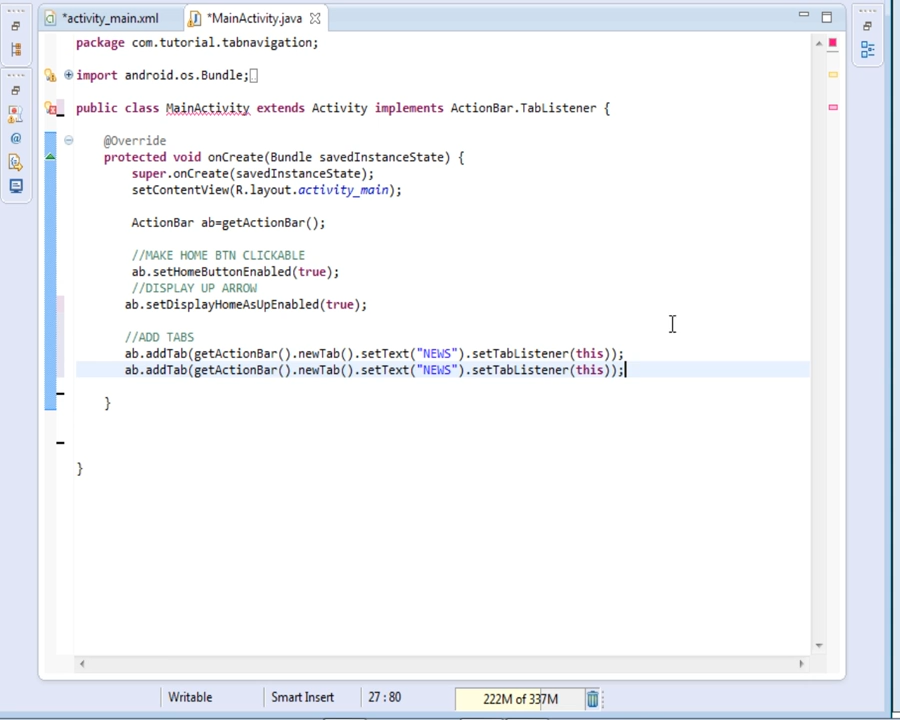 *activity_main.xml
*MainActivity.java
package com.tutorial.tabnavigation;
import android.os.Bundle;
public class MainActivity extends Activity implements ActionBar.TabListener {
@Override
protected void onCreate(Bundle savedInstanceState) {
super.onCreate(savedInstanceState);
setContentView(R.layout.activity_main);
ActionBar ab=getActionBar();
//MAKE HOME BTN CLICKABLE
ab.setHomeButtonEnabled(true);
//DISPLAY UP ARROW
ab.setDisplayHomeAsUpEnabled(true);
//ADD TABS
ab.addTab(getActionBar().newTab().setText("NEWS").setTabListener(this));
ab.addTab(getActionBar().newTab().setText("NEWS").setTabListener(this));
}
}
Writable Smart Insert 27 : 80 222M of 337M